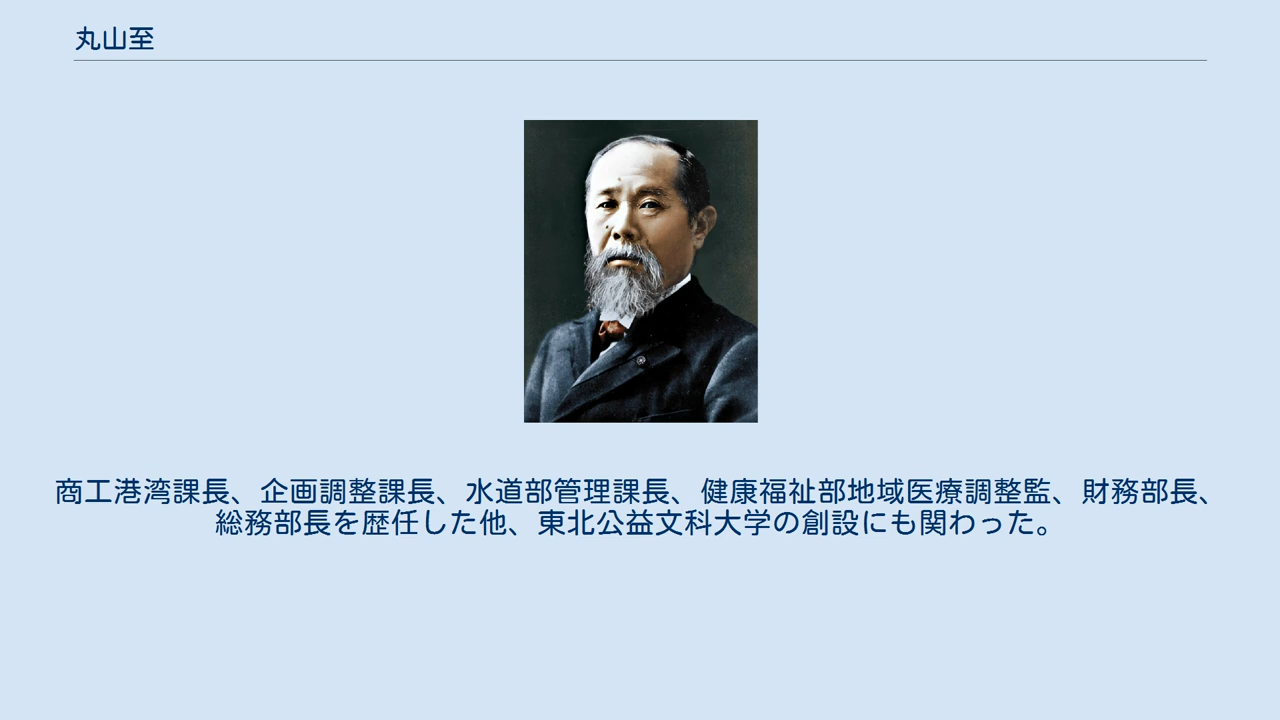 丸山至
商工港湾課長、企画調整課長、水道部管理課長、健康福祉部地域医療調整監、財務部長、
総務部長を歴任した他、東北公益文科大学の創設にも関わった。